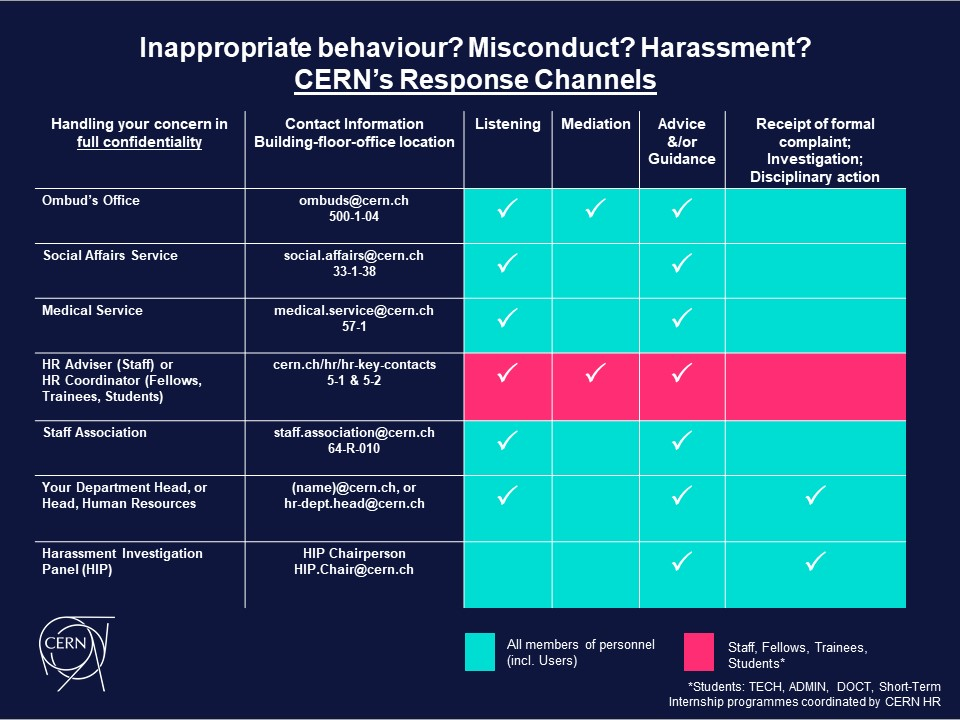 Inappropriate behaviour? Misconduct? Harassment?
CERN's Response Channels
Handling your concern in
full confidentiality
Contact Information
Building-floor-office location
Listening
Mediation
Advice
&/or
Guidance
Receipt of formal
complaint;
Investigation;
Disciplinary action
Ombud's Office
ombuds@cern.ch
500-1-04
✓ ✓ ✓
Social Affairs Service
social.affairs@cern.ch
33-1-38
✓ ✓
Medical Service
medical.service@cern.ch
57-1
✓ ✓
HR Adviser (Staff) or
HR Coordinator (Fellows,
Trainees, Students)
cern.ch/hr/hr-key-contacts
5-1 & 5-2
✓ ✓ ✓
Staff Association
staff.association@cern.ch
64-R-010
✓ ✓
Your Department Head, or
Head, Human Resources
(name)@cern.ch, or
hr-dept.head@cern.ch
✓ ✓ ✓
Harassment Investigation
Panel (HIP)
HIP Chairperson
HIP.Chair@cern.ch
✓ ✓
CERN
All members of personnel
(incl. Users)
Staff, Fellows, Trainees,
Students*
*Students: TECH, ADMIN, DOCT, Short-Term
Internship programmes coordinated by CERN HR